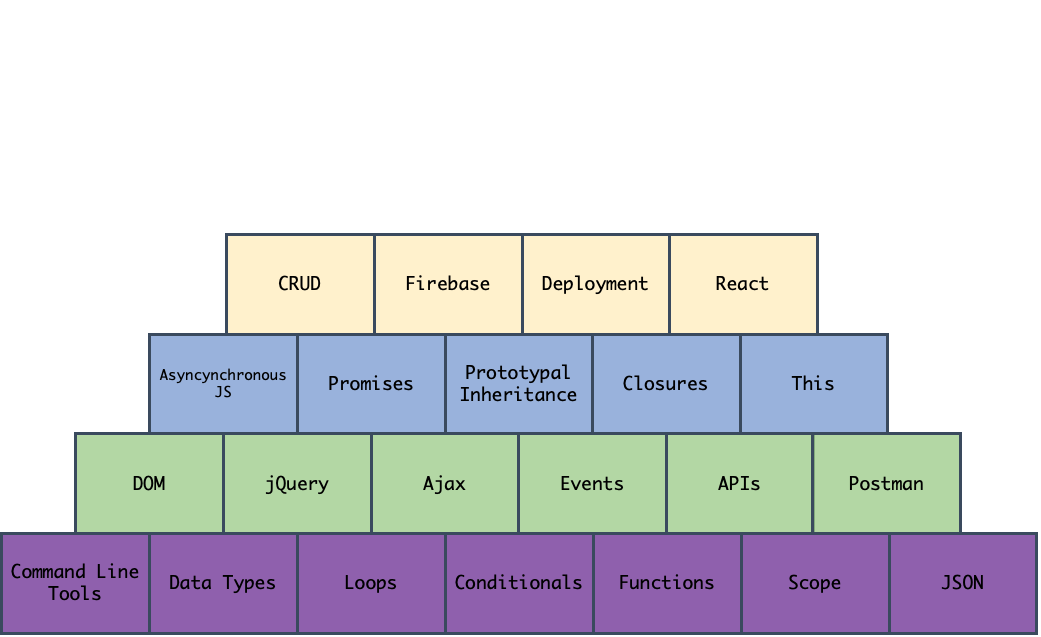 CRUD
Firebase
Deployment
React
Asyncynchronous
JS
Promises
Prototypal
Inheritance
Closures
This
DOM
jQuery
Ajax
Events
APIs
Postman
Command Line
Tools
Data Types
Loops
Conditionals
Functions
Scope
JSON